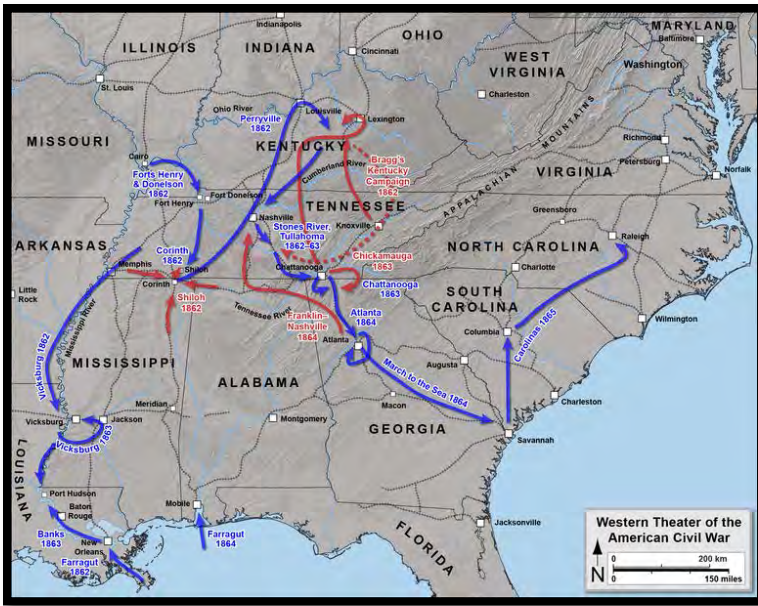 MARYLAND
Baltimore
Indianapolis
OHIO
ILLINOIS
INDIANA
Cincinnati
WEST
VIRGINIA
Washington
St. Louis
Charleston
Ohio River
Louisville
Perryville
1862
Lexington
MISSOURI
KENTUCKY
APPALACHIAN MOUNTAINS
Richmond
Petersburg
Cairo
Bragg's
Kentucky
Campaign
1862
VIRGINIA
Norfolk
Forts Henry
& Donelson
1862
Cumberland River
Fort Donelson
Fort Henry
TENNESSEE
Greensboro
Nashville
Knoxville
Stones River,
Tullahoma
1862–63
Raleigh
ARKANSAS
Corinth
1862
NORTH CAROLINA
Chickamauga
1863
Memphis
Shiloh
Chattanooga
Charlotte
Corinth
Chattanooga
1863
Little
Rock
Shiloh
1862
SOUTH
CAROLINA
Mississippi River
Tennessee River
Franklin–
Nashville
1864
Atlanta
1864
Wilmington
Columbia
Carolinas 1865
Atlanta
Vicksburg 1862
MISSISSIPPI
Augusta
March to the Sea 1864
ALABAMA
Macon
Charleston
Meridian
Vicksburg
Jackson
Montgomery
GEORGIA
Vicksburg 1863
Savannah
LOUISIANA
Port Hudson
Mobile
Baton
Rouge
Jacksonville
Banks
1863
New
Orleans
Farragut
1864
FLORIDA
Farragut
1862
Western Theater of the
American Civil War
N
0 200 km
0 150 miles